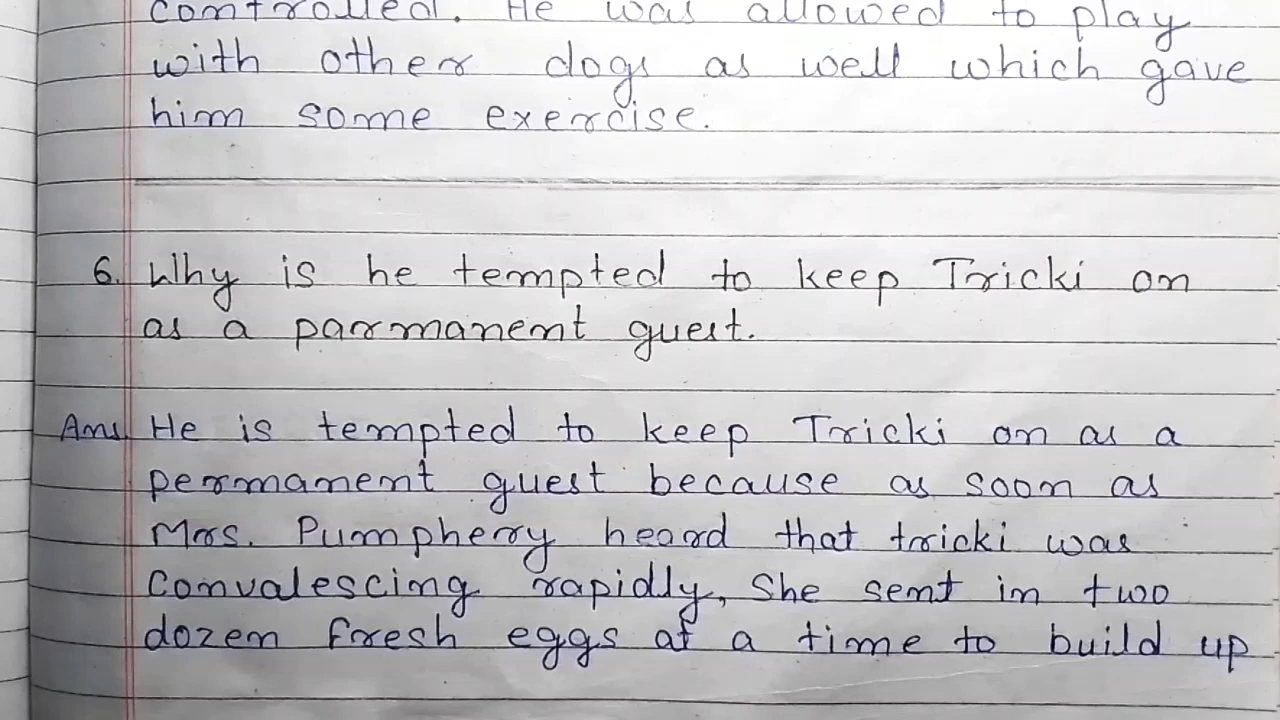 controlled. He was allowed to play
with other dogs as well which gave
him some exercise.
6. Why is he tempted to keep Tricki on
as a parmanent guest.
Ans. He is tempted to keep Tricki on as a
permanent guest because as soon as
Mrs. Pumpherry heard that tricki was
Convalescing rapidly, She sent in two
dozen fresh eggs at a time to build up